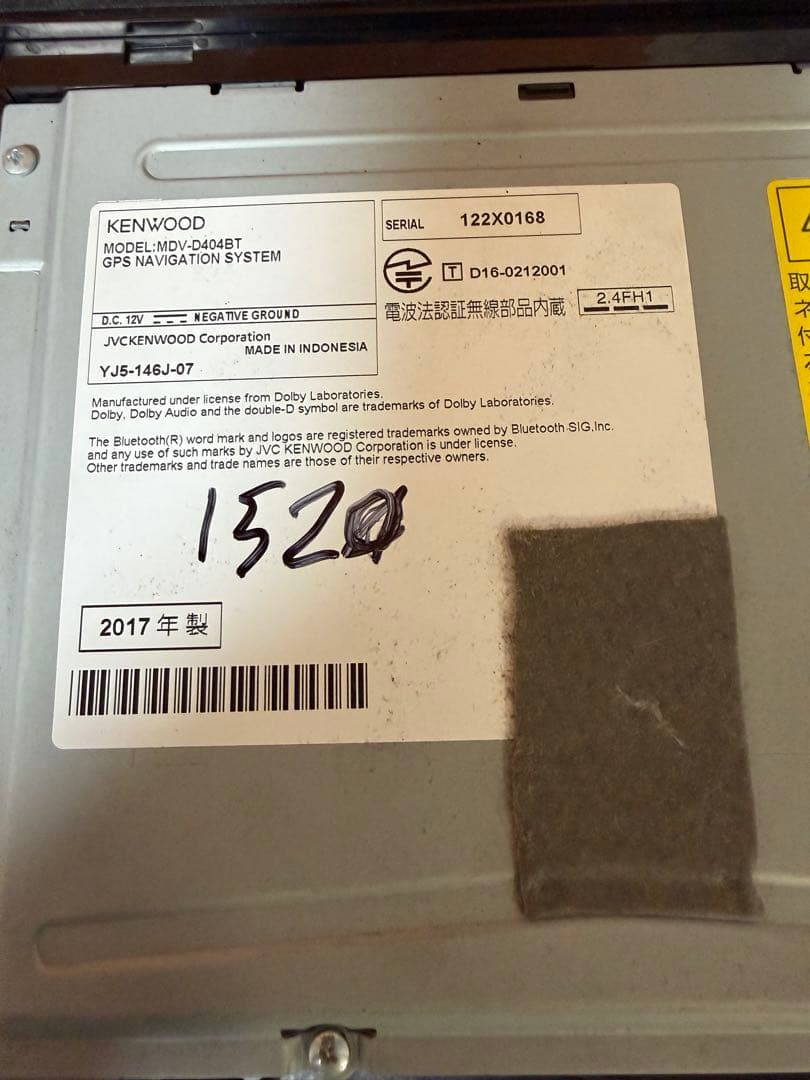 KENWOOD
MODEL:MDV-D404BT
GPS NAVIGATION SYSTEM
D.C. 12V NEGATIVE GROUND
JVCKENWOOD Corporation
MADE IN INDONESIA
YJ5-146J-07
SERIAL 122X0168
T D16-0212001
電波法認証無線部品内蔵 2.4FH1
Manufactured under license from Dolby Laboratories.
Dolby, Dolby Audio and the double-D symbol are trademarks of Dolby Laboratories.
The Bluetooth(R) word mark and logos are registered trademarks owned by Bluetooth SIG,Inc.
and any use of such marks by JVC KENWOOD Corporation is under license.
Other trademarks and trade names are those of their respective owners.
1520
2017 年 製
取
ネ
付